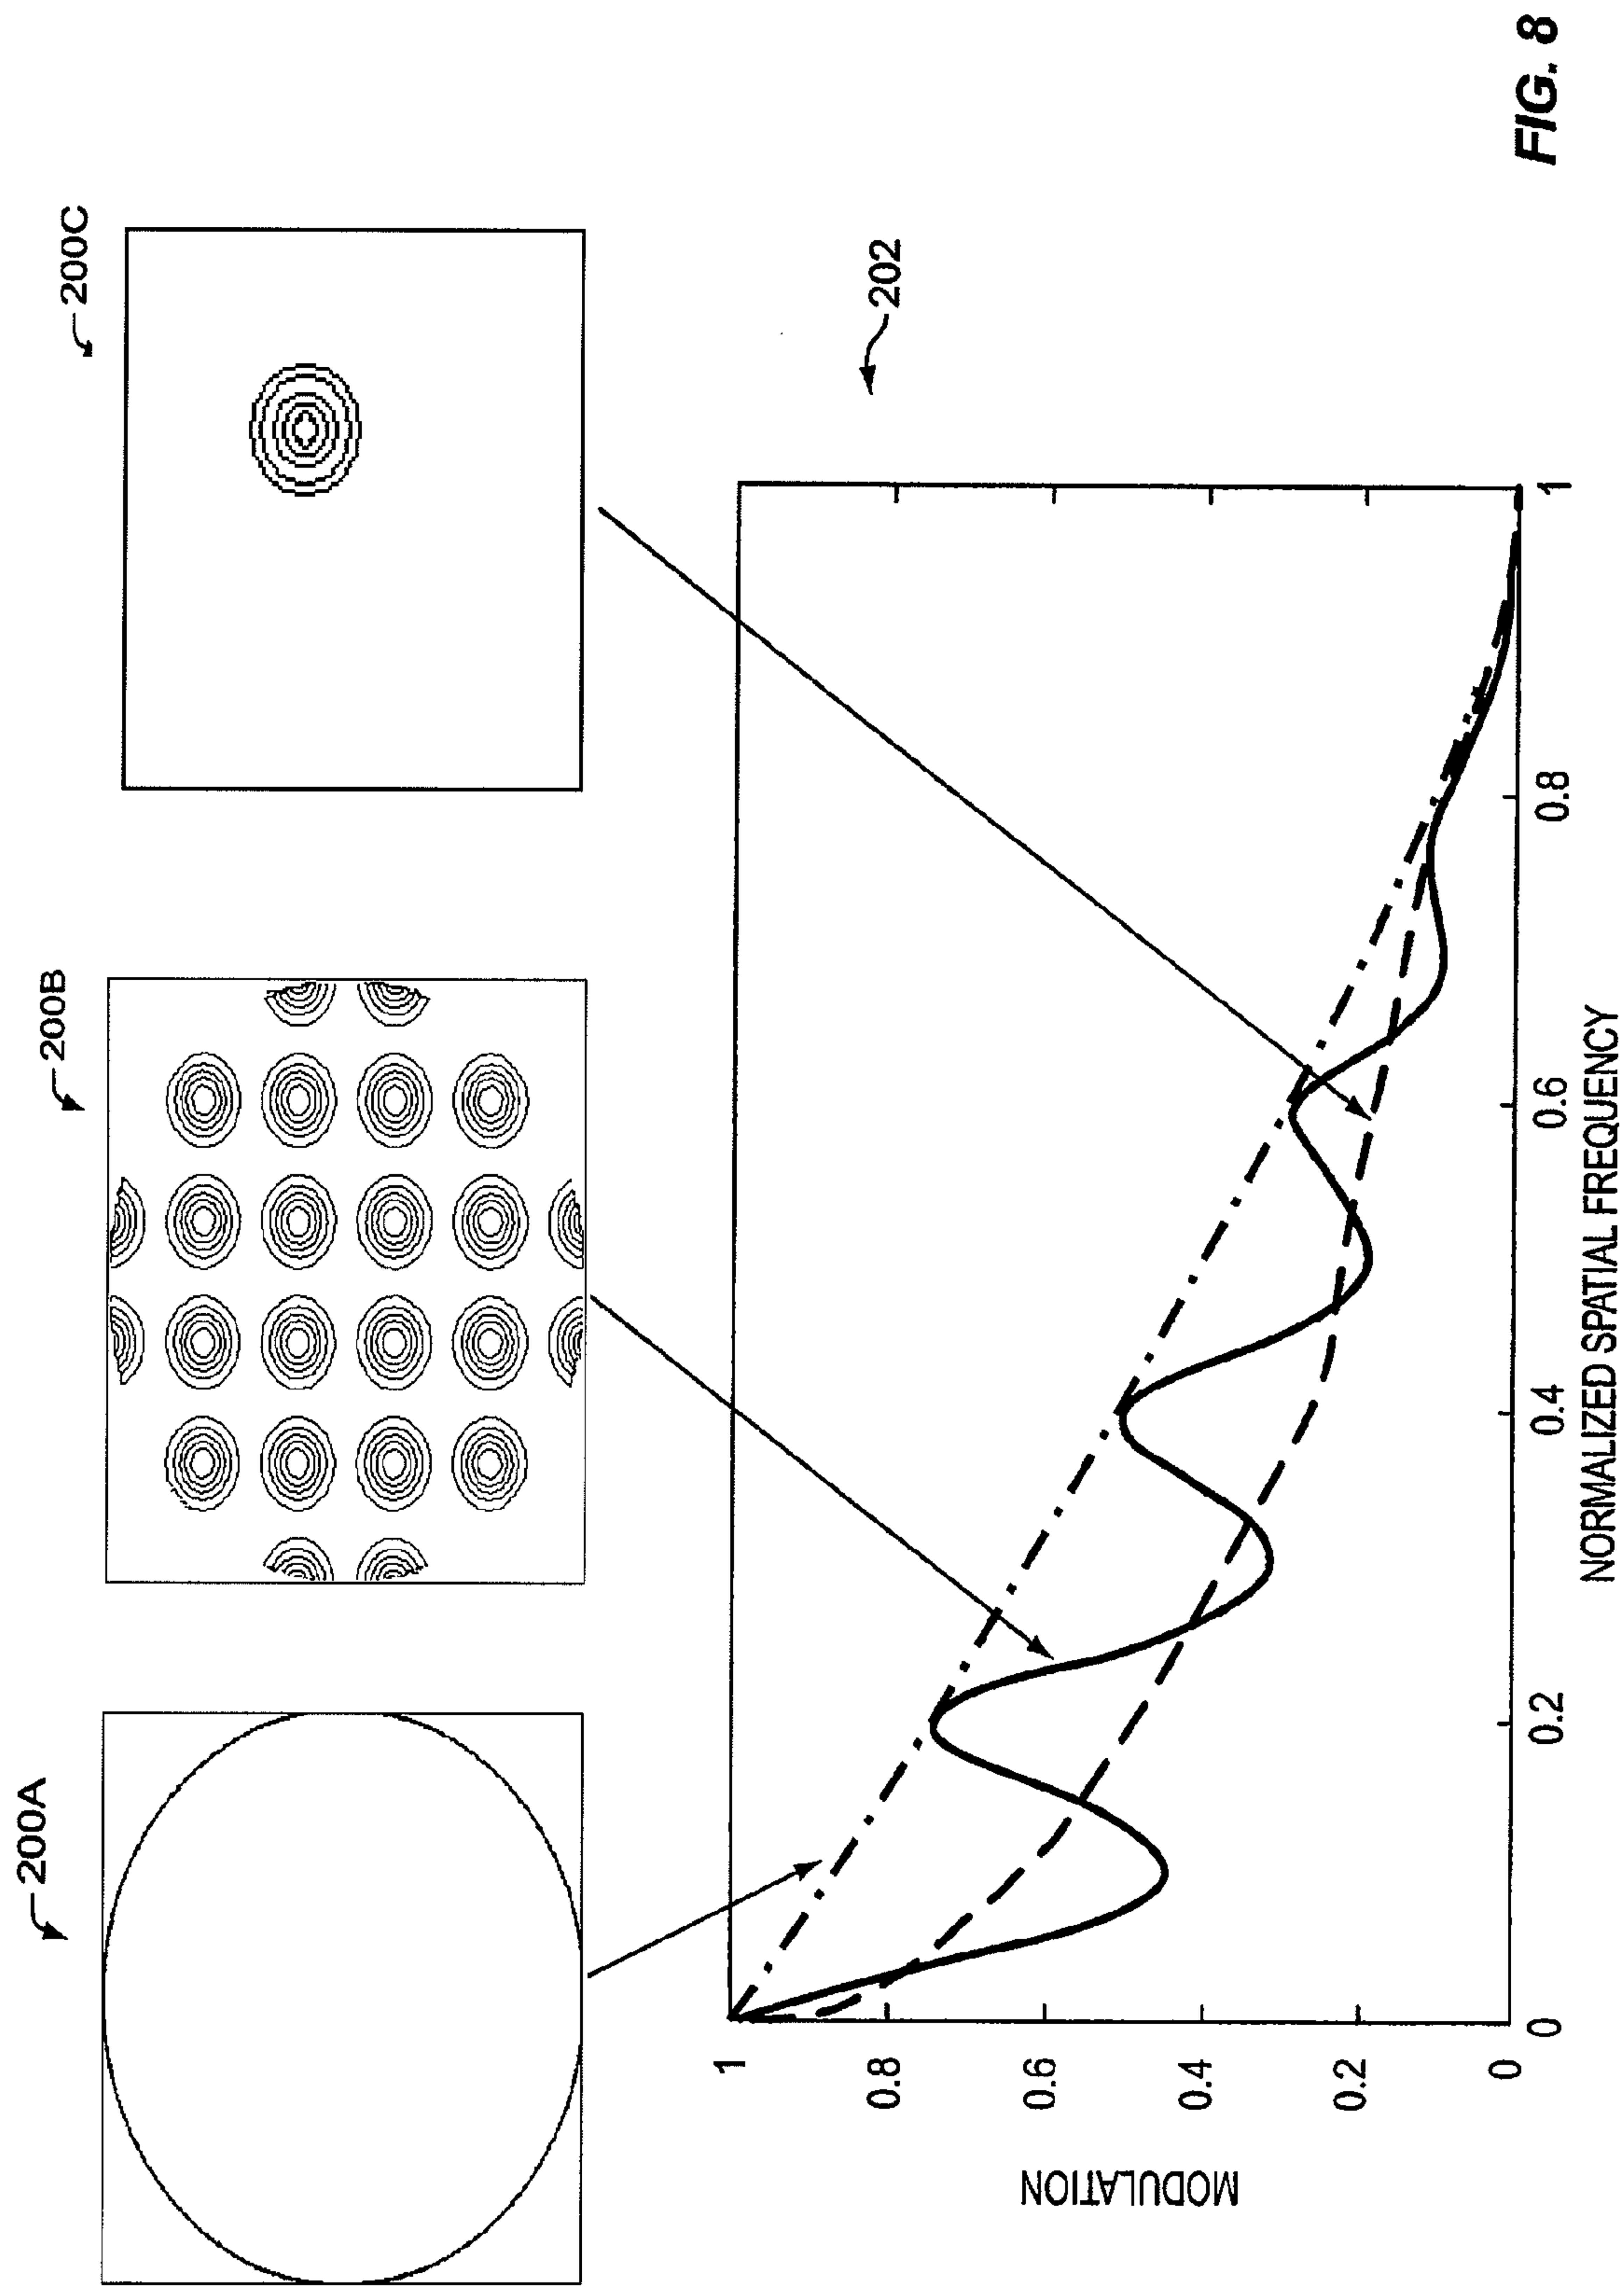 200A
200B
200C
202
MODULATION
1
0.8
0.6
0.4
0.2
0
0
0.2
0.4
0.6
0.8
1
NORMALIZED SPATIAL FREQUENCY
FIG. 8